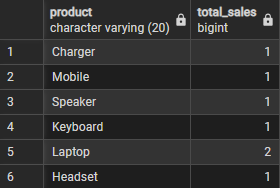 product total_sales
character varying (20) bigint
1 Charger 1
2 Mobile 1
3 Speaker 1
4 Keyboard 1
5 Laptop 2
6 Headset 1